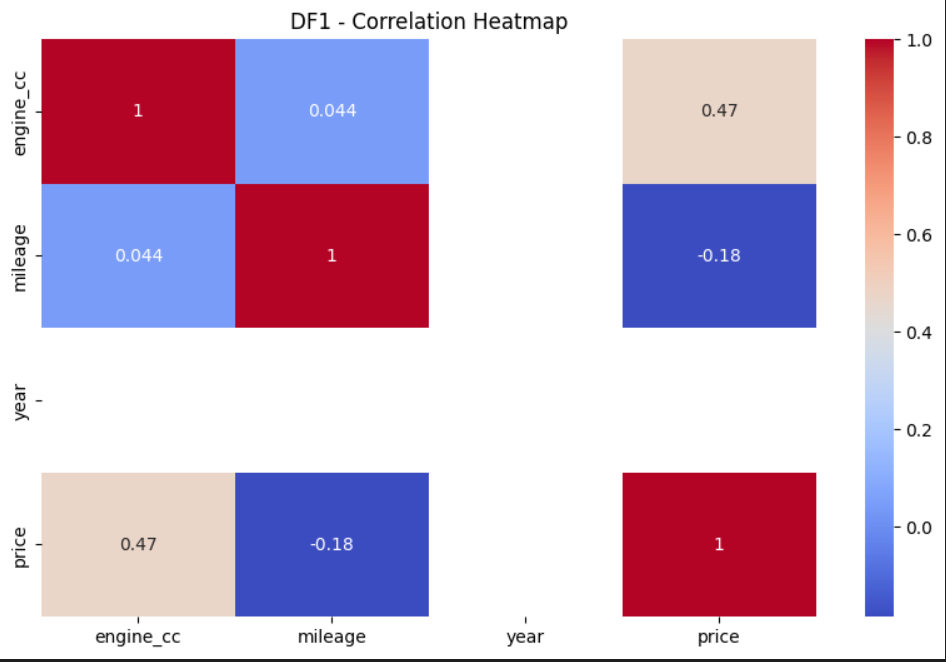 DF1 - Correlation Heatmap
engine_cc
1
0.044
0.47
mileage
0.044
1
-0.18
year
price
0.47
-0.18
1
engine_cc
mileage
year
price
1.0
0.8
0.6
0.4
0.2
0.0